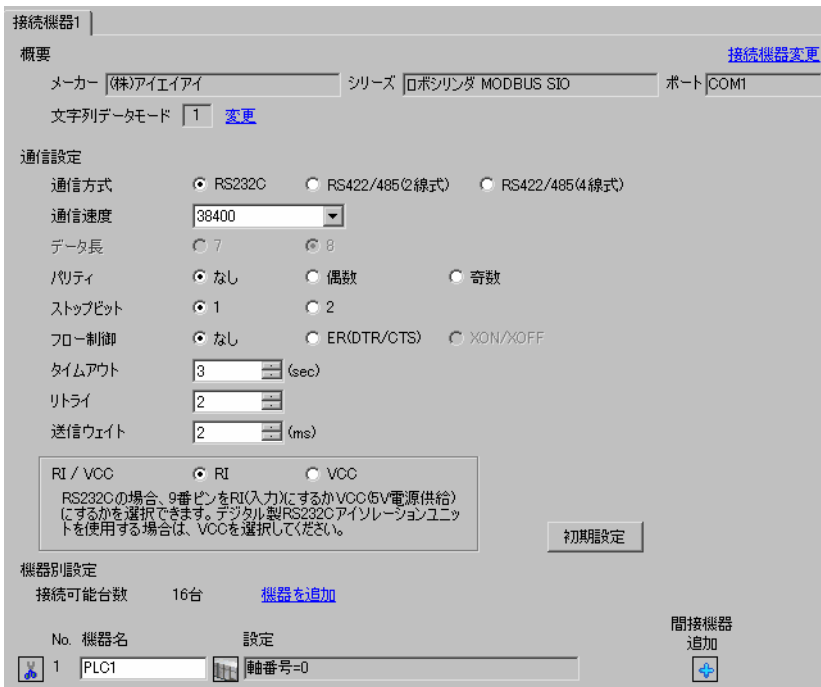 接続機器1
概要
接続機器変更
メーカー (株)アイエイアイ シリーズ ロボシリンダ MODBUS SIO ポート COM1
文字列データモード 1 変更
通信設定
通信方式 RS232C RS422/485(2線式) RS422/485(4線式)
通信速度 38400
データ長 7 8
パリティ なし 偶数 奇数
ストップビット 1 2
フロー制御 なし ER(DTR/CTS) XON/XOFF
タイムアウト 3 (sec)
リトライ 2
送信ウェイト 2 (ms)
RI / VCC RI VCC
RS232Cの場合、9番ピンをRI(入力)にするかVCC(5V電源供給)
にするかを選択できます。デジタル製RS232Cアイソレーションユニッ
トを使用する場合は、VCCを選択してください。
初期設定
機器別設定
接続可能台数 16台 機器を追加
間接機器
追加
No. 機器名 設定
1 PLC1 軸番号=0